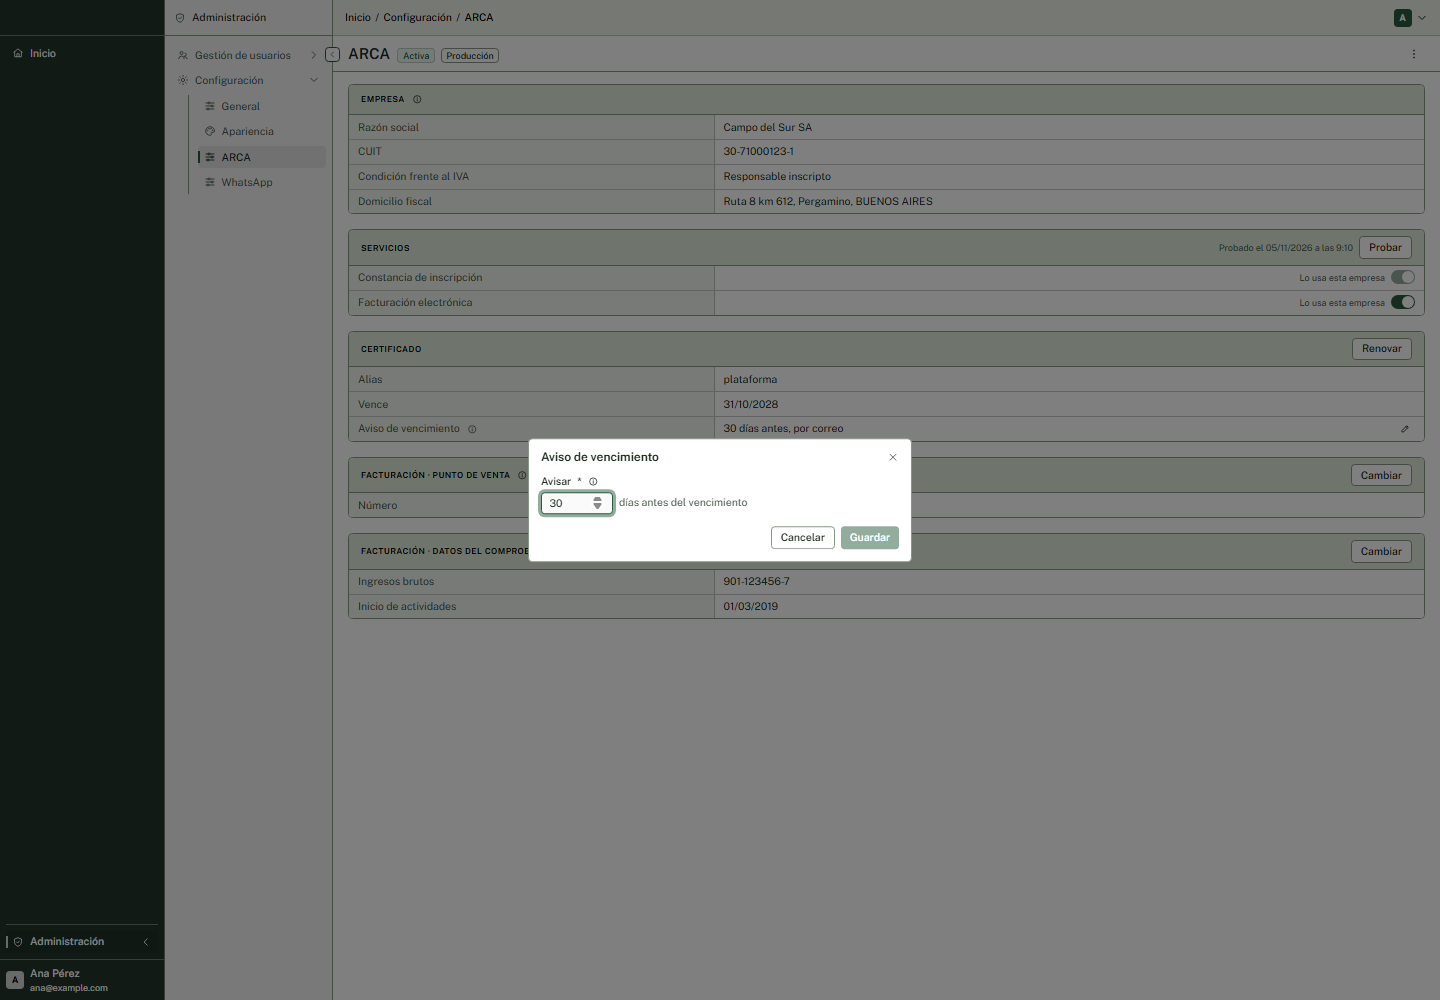 Administración
Inicio / Configuración / ARCA
A
Inicio
Gestión de usuarios
Configuración
General
Apariencia
ARCA
WhatsApp
ARCA Activa Producción
EMPRESA
Razón social Campo del Sur SA
CUIT 30-71000123-1
Condición frente al IVA Responsable inscripto
Domicilio fiscal Ruta 8 km 612, Pergamino, BUENOS AIRES
SERVICIOS Probado el 05/11/2026 a las 9:10 Probar
Constancia de inscripción Lo usa esta empresa
Facturación electrónica Lo usa esta empresa
CERTIFICADO Renovar
Alias plataforma
Vence 31/10/2028
Aviso de vencimiento 30 días antes, por correo
FACTURACIÓN · PUNTO DE VENTA Cambiar
Número
FACTURACIÓN · DATOS DEL Cambiar
Ingresos brutos 901-123456-7
Inicio de actividades 01/03/2019
Aviso de vencimiento
Avisar *
30 días antes del vencimiento
Cancelar Guardar
Administración
A Ana Pérez
ana@example.com